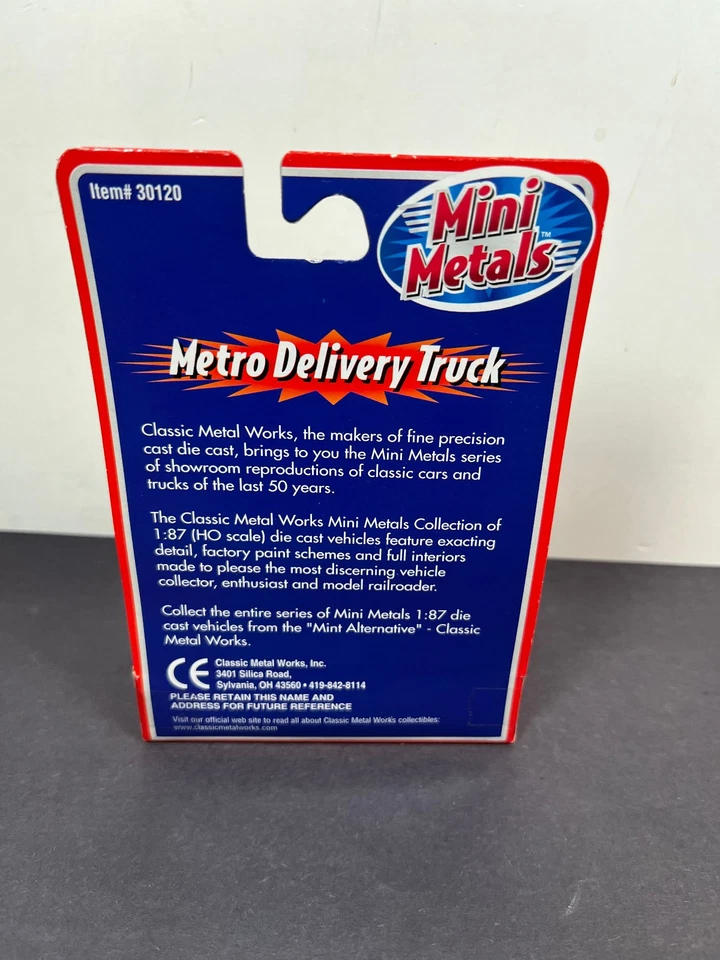 Item# 30120
Mini
Metals™
Metro Delivery Truck
Classic Metal Works, the makers of fine precision
cast die cast, brings to you the Mini Metals series
of showroom reproductions of classic cars and
trucks of the last 50 years.
The Classic Metal Works Mini Metals Collection of
1:87 (HO scale) die cast vehicles feature exacting
detail, factory paint schemes and full interiors
made to please the most discerning vehicle
collector, enthusiast and model railroader.
Collect the entire series of Mini Metals 1:87 die
cast vehicles from the "Mint Alternative" - Classic
Metal Works.
CE
Classic Metal Works, Inc.
3401 Silica Road,
Sylvania, OH 43560 • 419-842-8114
PLEASE RETAIN THIS NAME AND
ADDRESS FOR FUTURE REFERENCE
Visit our official web site to read all about Classic Metal Works collectibles:
www.classicmetalworks.com